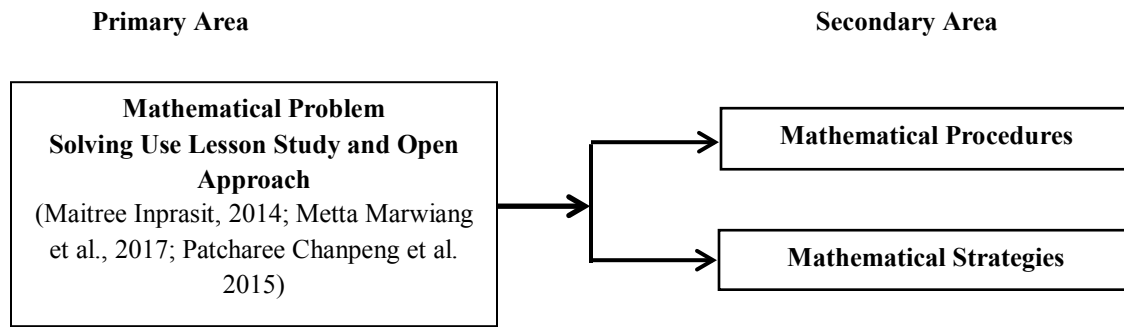 Primary Area
Secondary Area
Mathematical Problem
Solving Use Lesson Study and Open
Approach
(Maitree Inprasit, 2014; Metta Marwiang
et al., 2017; Patcharee Chanpeng et al.
2015)
Mathematical Procedures
Mathematical Strategies